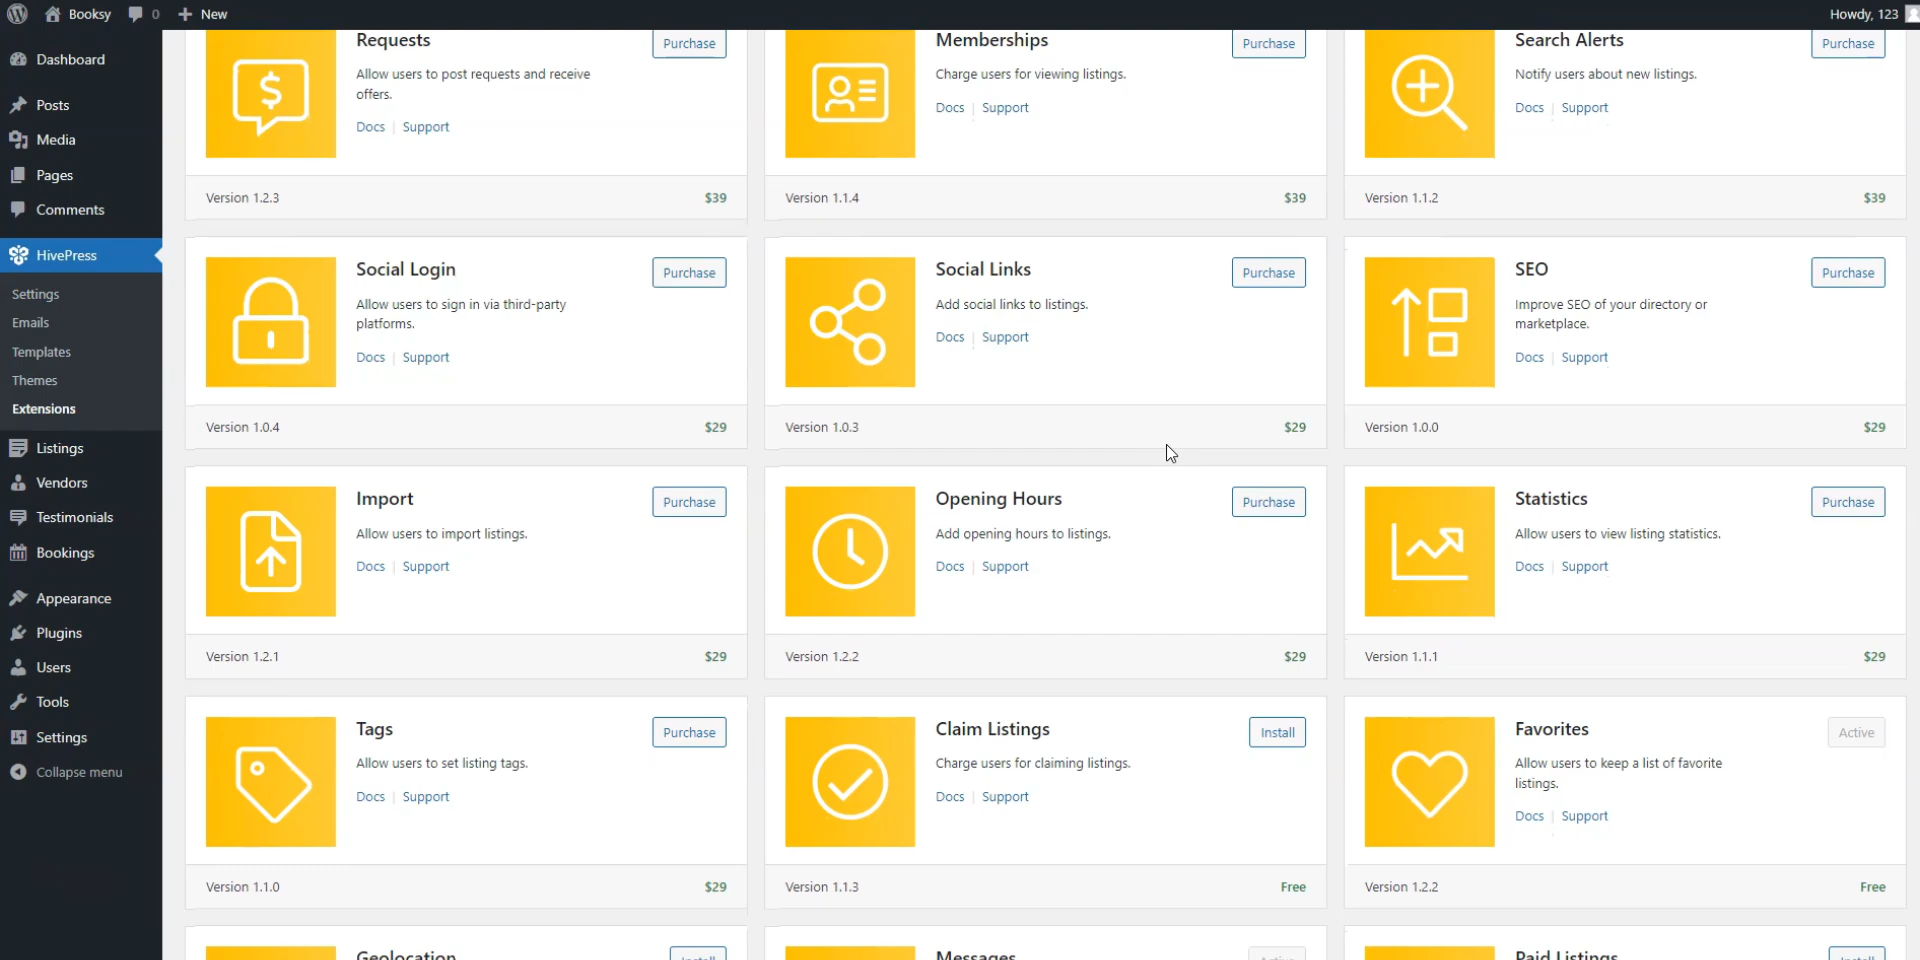 Booksy 0 New Howdy, 123
Dashboard
Posts
Media
Pages
Comments
HivePress
Settings
Emails
Templates
Themes
Extensions
Listings
Vendors
Testimonials
Bookings
Appearance
Plugins
Users
Tools
Settings
Collapse menu
Requests
Purchase
Allow users to post requests and receive
offers.
Docs | Support
Version 1.2.3 $39
Memberships
Purchase
Charge users for viewing listings.
Docs | Support
Version 1.1.4 $39
Search Alerts
Purchase
Notify users about new listings.
Docs | Support
Version 1.1.2 $39
Social Login
Purchase
Allow users to sign in via third-party
platforms.
Docs | Support
Version 1.0.4 $29
Social Links
Purchase
Add social links to listings.
Docs | Support
Version 1.0.3 $29
SEO
Purchase
Improve SEO of your directory or
marketplace.
Docs | Support
Version 1.0.0 $29
Import
Purchase
Allow users to import listings.
Docs | Support
Version 1.2.1 $29
Opening Hours
Purchase
Add opening hours to listings.
Docs | Support
Version 1.2.2 $29
Statistics
Purchase
Allow users to view listing statistics.
Docs | Support
Version 1.1.1 $29
Tags
Purchase
Allow users to set listing tags.
Docs | Support
Version 1.1.0 $29
Claim Listings
Install
Charge users for claiming listings.
Docs | Support
Version 1.1.3 Free
Favorites
Active
Allow users to keep a list of favorite
listings.
Docs | Support
Version 1.2.2 Free
Geolocation
Install
Messages
Active
Paid Listings
Install